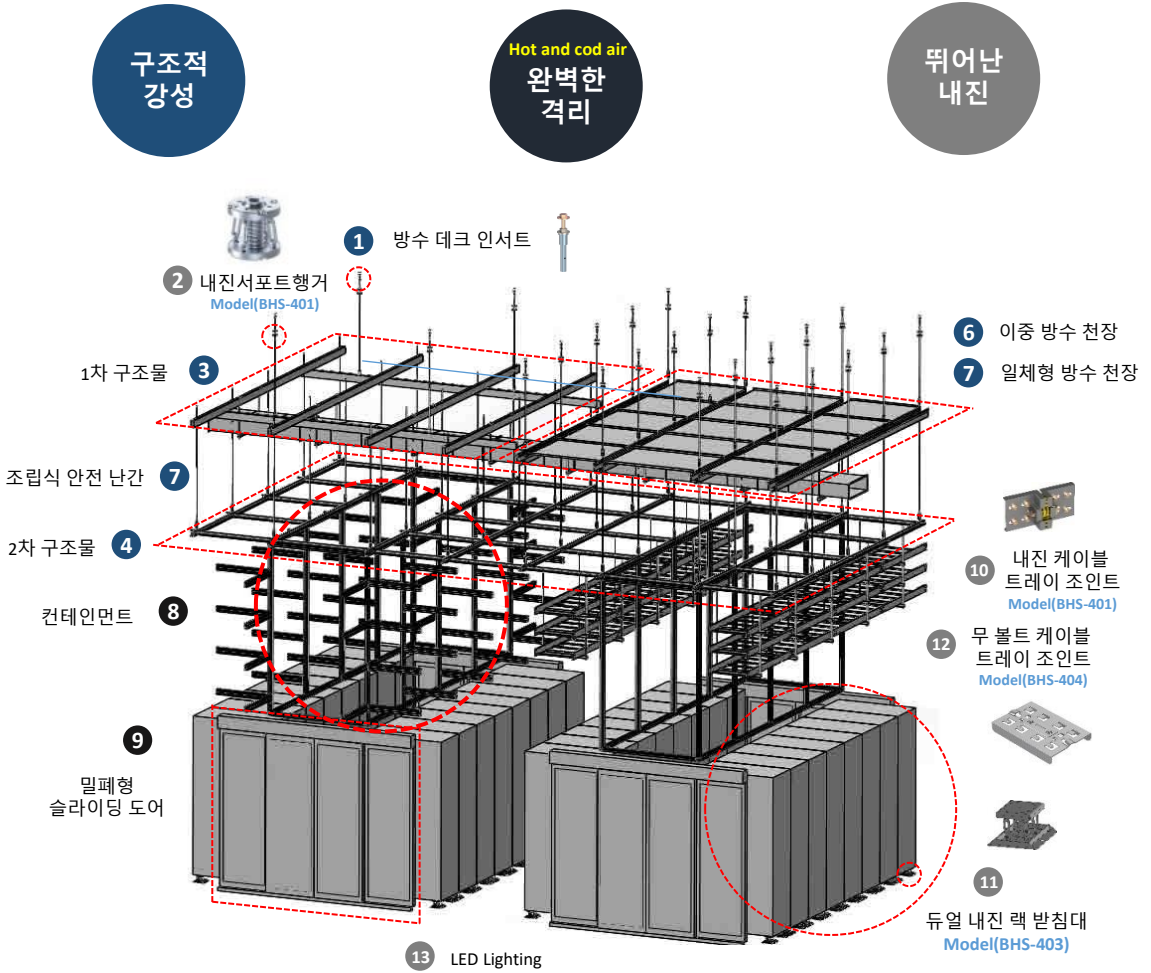 구조적
강성
Hot and cod air
완벽한
격리
뛰어난
내진
1 방수 데크 인서트
2 내진서포트행거
Model(BHS-401)
6 이중 방수 천장
1차 구조물 3
7 일체형 방수 천장
조립식 안전 난간 7
2차 구조물 4
10 내진 케이블
트레이 조인트
Model(BHS-401)
컨테인먼트 8
12 무 볼트 케이블
트레이 조인트
Model(BHS-404)
9
밀폐형
슬라이딩 도어
11
듀얼 내진 랙 받침대
Model(BHS-403)
13 LED Lighting